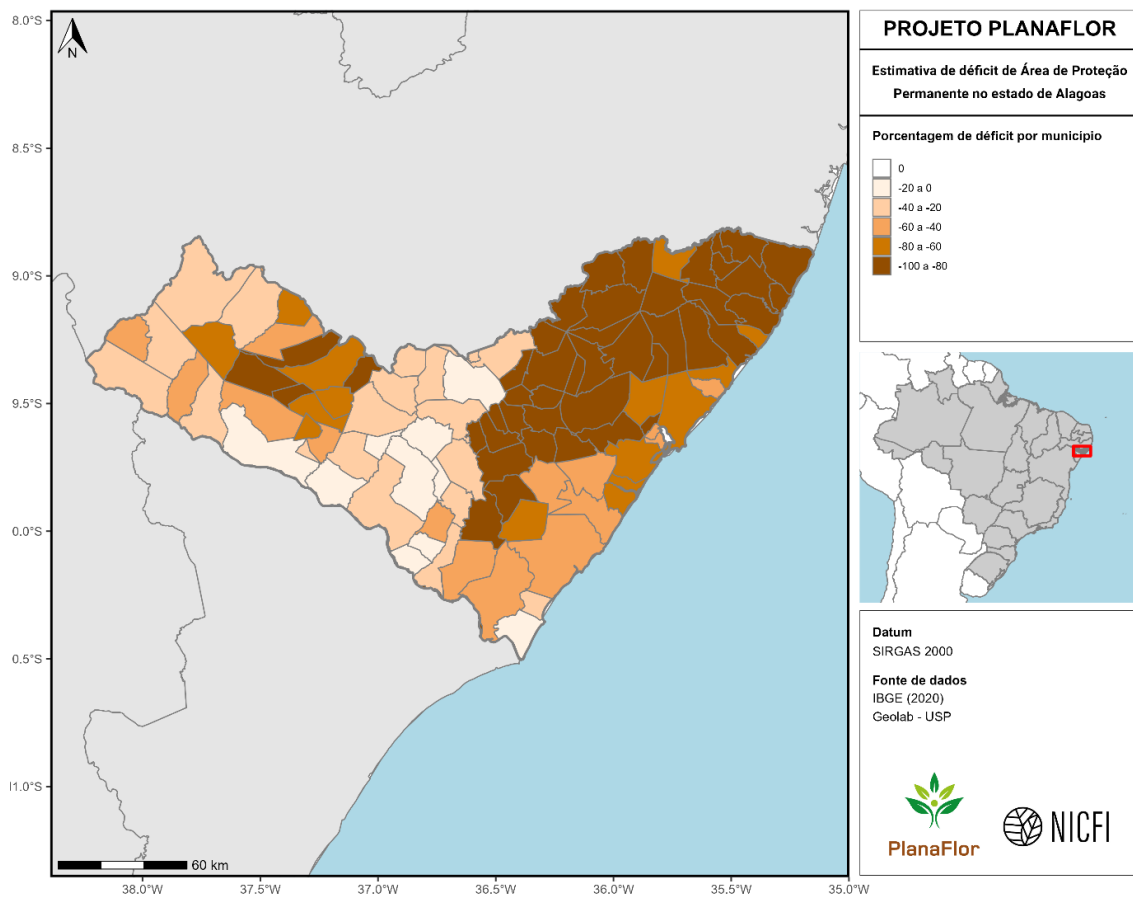 8.0°S
8.5°S
9.0°S
9.5°S
0.0°S
0.5°S
1.0°S
N
60 km
38.0°W
37.5°W
37.0°W
36.5°W
36.0°W
35.5°W
35.0°W
PROJETO PLANAFLOR
Estimativa de déficit de Área de Proteção
Permanente no estado de Alagoas
Porcentagem de déficit por municipio
0
-20 a 0
-40 a -20
-60 a -40
-80 a -60
-100 a -80
Datum
SIRGAS 2000
Fonte de dados
IBGE (2020)
Geolab - USP
PlanaFlor
NICFI